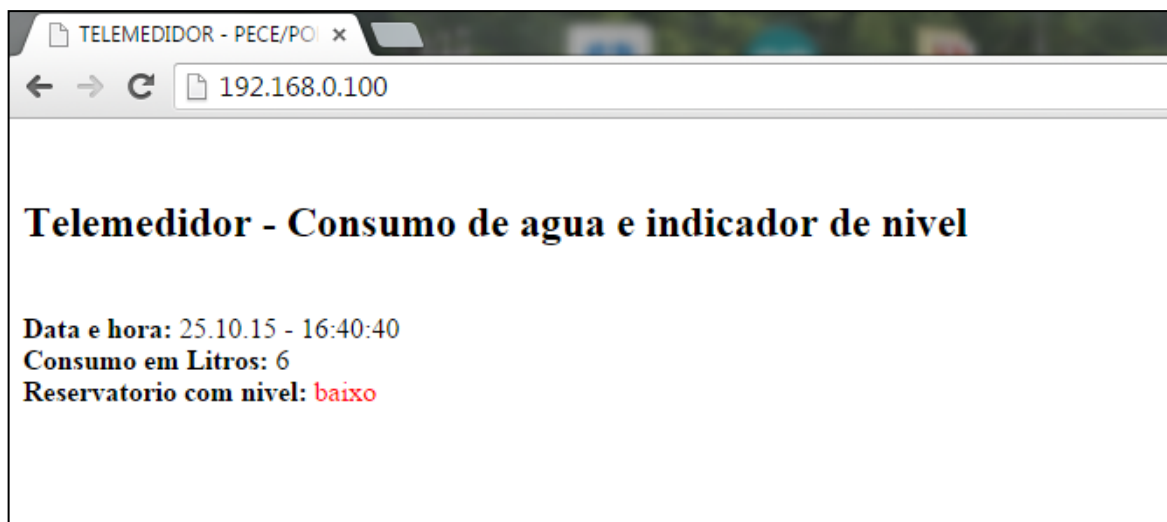 TELEMEDIDOR - PECE/PO
192.168.0.100
Telemedidor - Consumo de agua e indicador de nivel
Data e hora: 25.10.15 - 16:40:40
Consumo em Litros: 6
Reservatorio com nivel: baixo